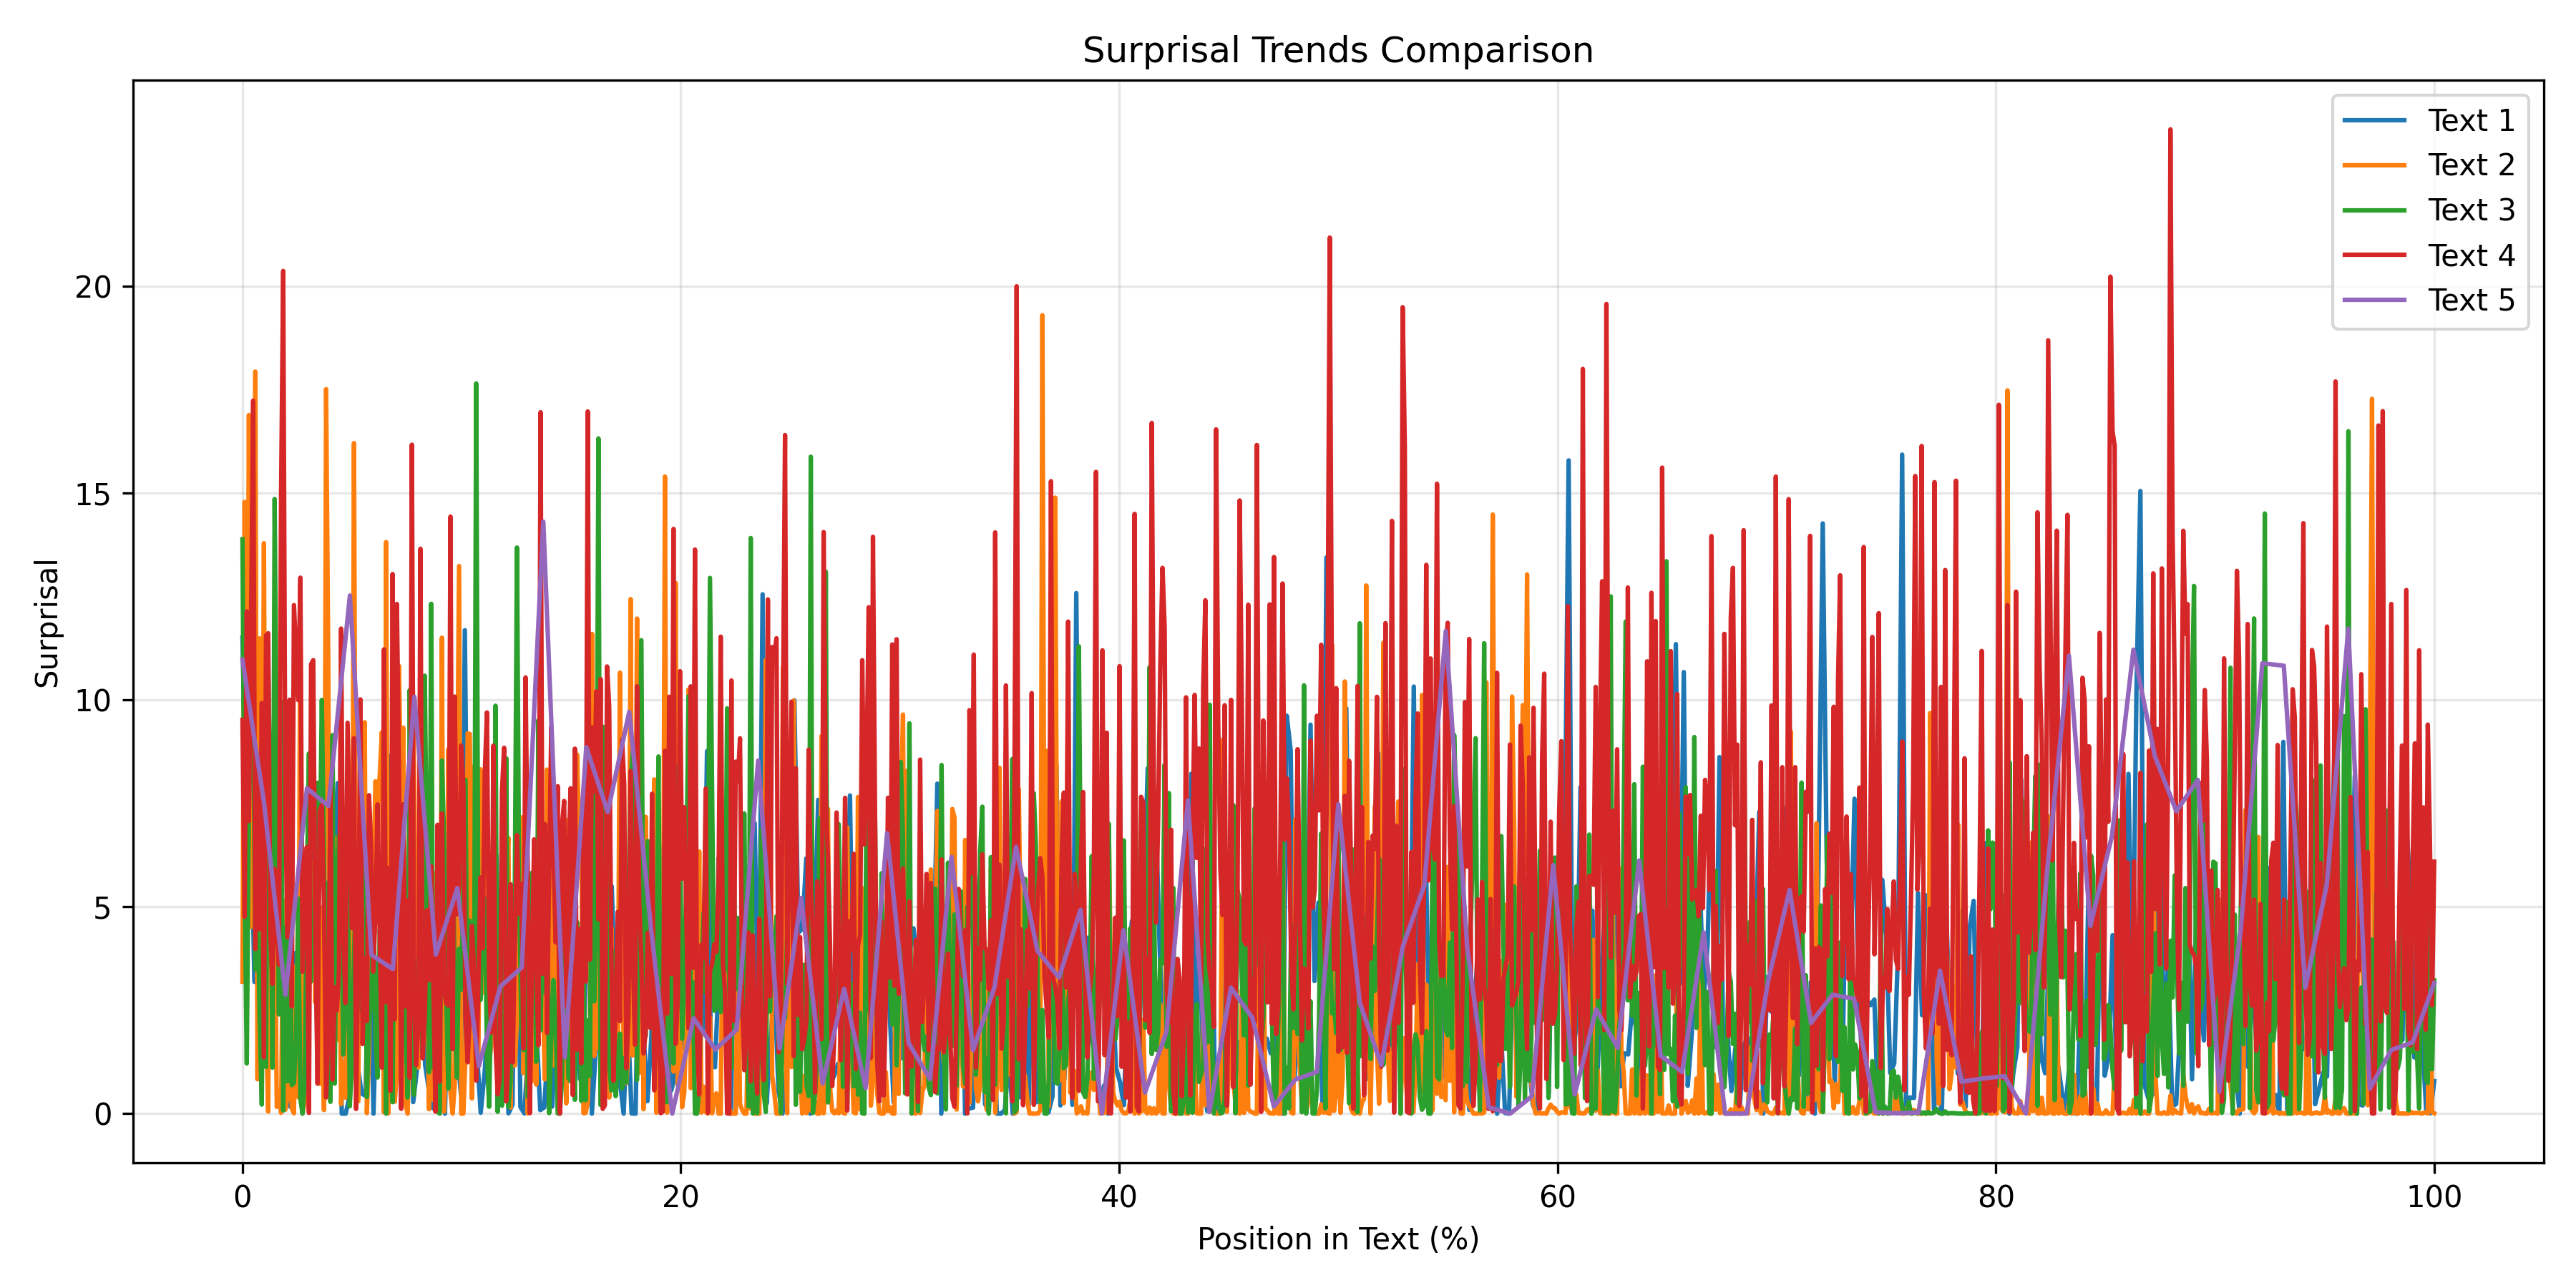 Surprisal Trends Comparison
Text 1
Text 2
Text 3
Text 4
Text 5
20
15
10
5
0
Surprisal
0 20 40 60 80 100
Position in Text (%)